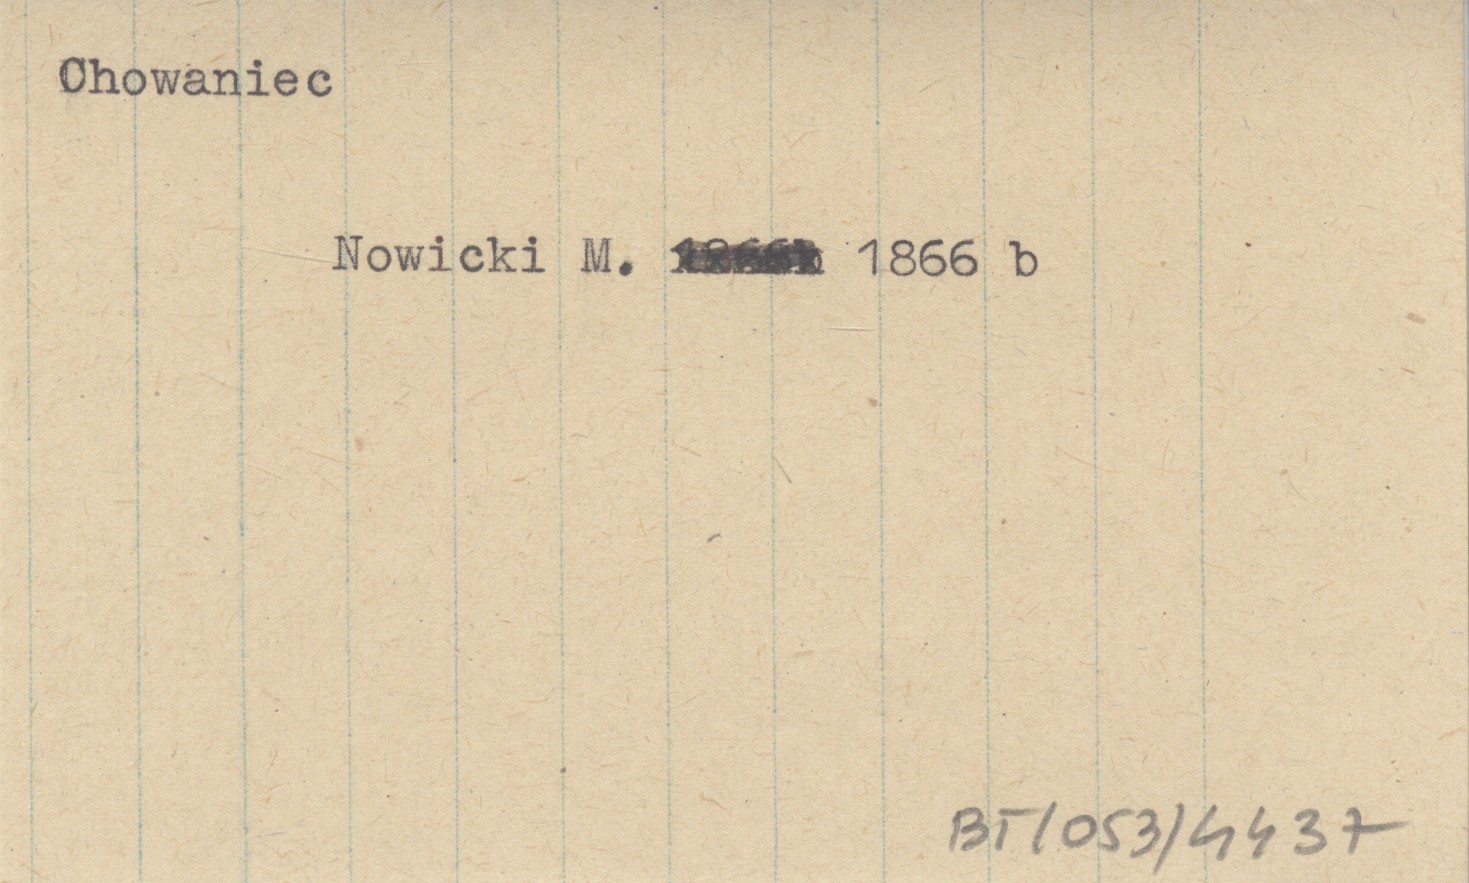 Chowaniec
Nowicki M. 1866 b
BT/053/4437